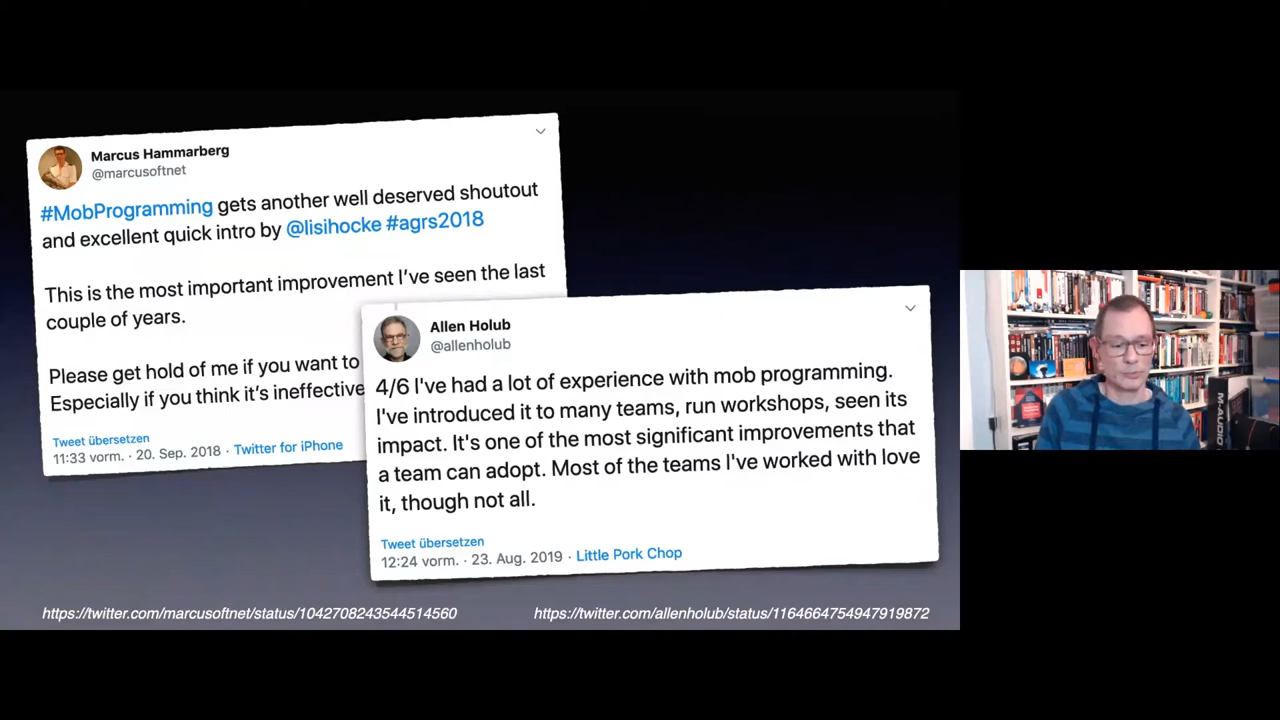 Marcus Hammarberg
@marcusoftnet
#MobProgramming gets another well deserved shoutout
and excellent quick intro by @lisihocke #agrs2018
This is the most important improvement I've seen the last
couple of years.
Please get hold of me if you want to
Especially if you think it's ineffective
Tweet übersetzen
11:33 vorm. · 20. Sep. 2018 · Twitter for iPhone
Allen Holub
@allenholub
4/6 I've had a lot of experience with mob programming.
I've introduced it to many teams, run workshops, seen its
impact. It's one of the most significant improvements that
a team can adopt. Most of the teams I've worked with love
it, though not all.
Tweet übersetzen
12:24 vorm. · 23. Aug. 2019 · Little Pork Chop
https://twitter.com/marcusoftnet/status/1042708243544514560
https://twitter.com/allenholub/status/1164664754947919872
M-AUDIO